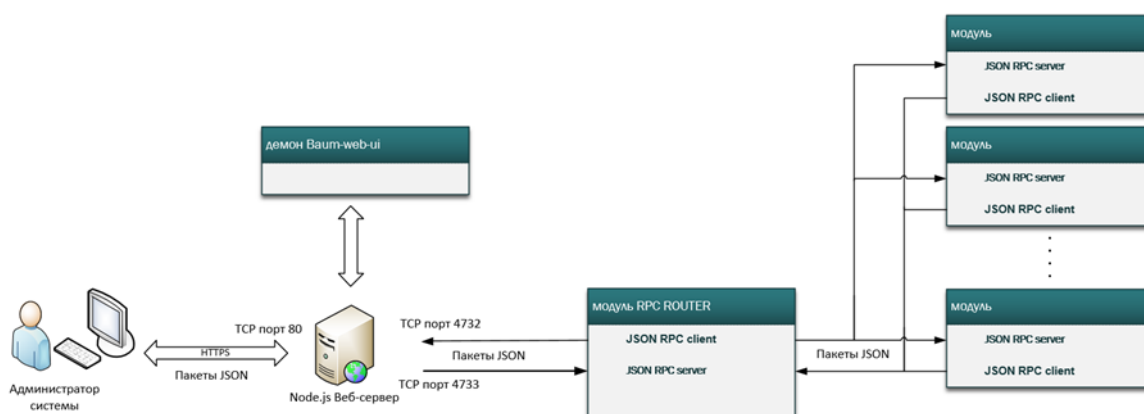 модуль
JSON RPC server
JSON RPC client
модуль
JSON RPC server
JSON RPC client
демон Baum-web-ui
модуль RPC ROUTER
JSON RPC client
JSON RPC server
модуль
JSON RPC server
JSON RPC client
Пакеты JSON
TCP порт 4732
Пакеты JSON
TCP порт 4733
TCP порт 80
HTTPS
Пакеты JSON
Node.js Веб-сервер
Администратор
системы